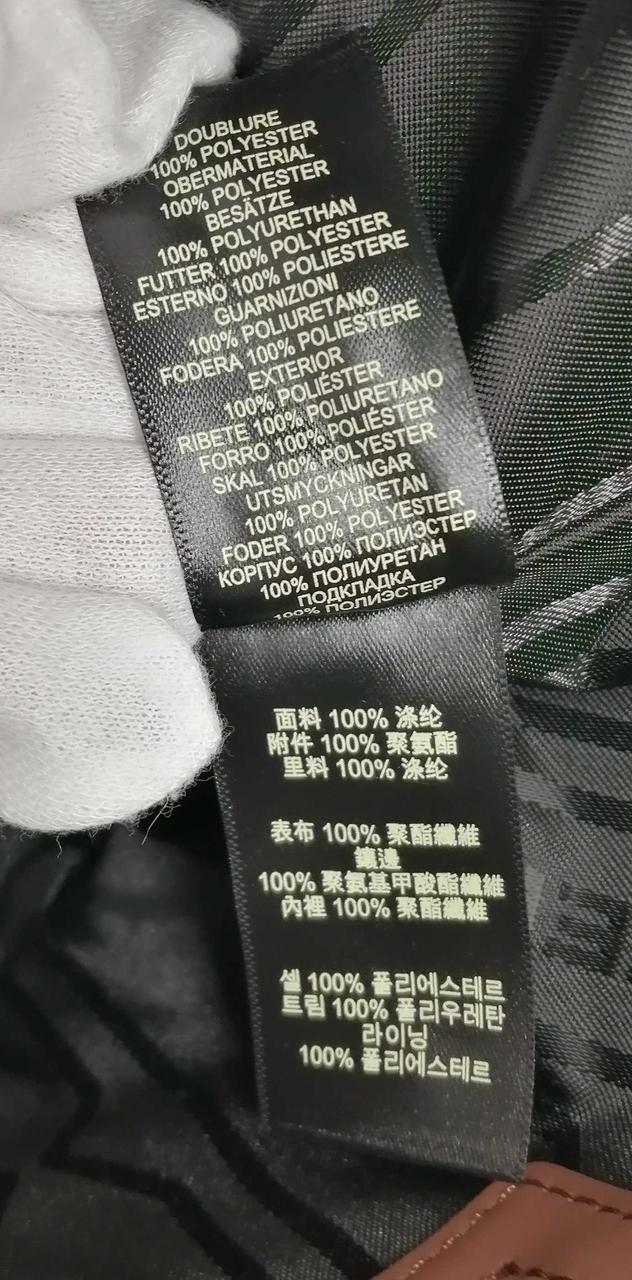 DOUBLURE
100% POLYESTER
OBERMATERIAL
100% POLYESTER
BESÄTZE
100% POLYURETHAN
FUTTER 100% POLYESTER
ESTERNO 100% POLIESTERE
GUARNIZIONI
100% POLIURETANO
FODERA 100% POLIESTERE
EXTERIOR
100% POLIÉSTER
RIBETE 100% POLIURETANO
FORRO 100% POLIÉSTER
SKAL 100% POLYESTER
UTSMYCKNINGAR
100% POLYURETAN
FODER 100% POLYESTER
КОРПУС 100% ПОЛИЭСТЕР
100% ПОЛИУРЕТАН
ПОДКЛАДКА
100% ПОЛИЭСТЕР
面料 100% 涤纶
附件 100% 聚氨酯
里料 100% 涤纶
表布 100% 聚酯纖維
鑲邊
100% 聚氨基甲酸酯纖維
內裡 100% 聚酯纖維
셸 100% 폴리에스테르
트림 100% 폴리우레탄
라이닝
100% 폴리에스테르